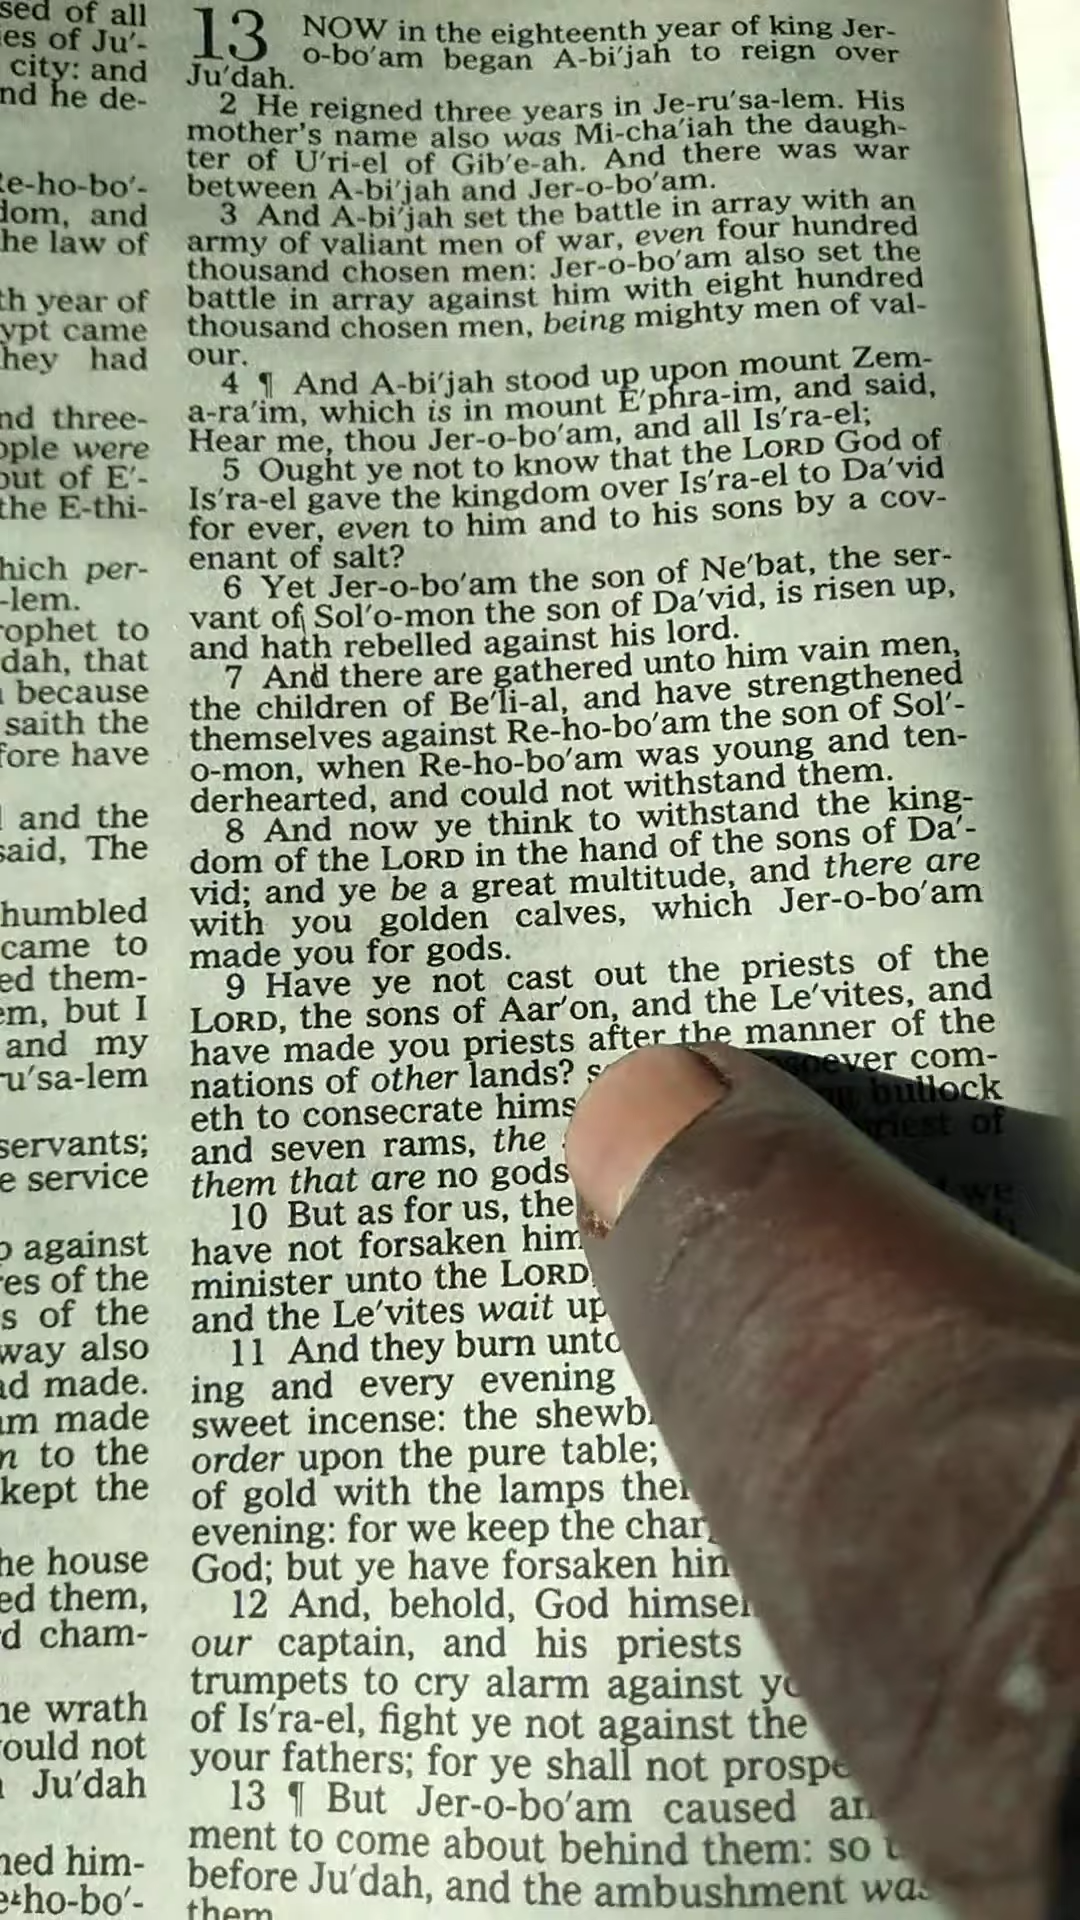 sed of all
es of Ju'-
city: and
nd he de-
Re-ho-bo'-
dom, and
he law of
th year of
ypt came
they had
nd three-
ople were
out of E'-
the E-thi-
hich per-
-lem.
rophet to
dah, that
because
saith the
fore have
and the
said, The
humbled
came to
ed them-
em, but I
and my
ru'sa-lem
servants;
e service
against
res of the
s of the
way also
ad made.
am made
n to the
kept the
he house
ed them,
d cham-
he wrath
ould not
Ju'dah
ned him-
e-ho-bo'-
13 NOW in the eighteenth year of king Jer-
o-bo'am began A-bi'jah to reign over
Ju'dah.
2 He reigned three years in Je-ru'sa-lem. His
mother's name also was Mi-cha'iah the daugh-
ter of U'ri-el of Gib'e-ah. And there was war
between A-bi'jah and Jer-o-bo'am.
3 And A-bi'jah set the battle in array with an
army of valiant men of war, even four hundred
thousand chosen men: Jer-o-bo'am also set the
battle in array against him with eight hundred
thousand chosen men, being mighty men of val-
our.
4 ¶ And A-bi'jah stood up upon mount Zem-
a-ra'im, which is in mount E'phra-im, and said,
Hear me, thou Jer-o-bo'am, and all Is'ra-el;
5 Ought ye not to know that the LORD God of
Is'ra-el gave the kingdom over Is'ra-el to Da'vid
for ever, even to him and to his sons by a cov-
enant of salt?
6 Yet Jer-o-bo'am the son of Ne'bat, the ser-
vant of Sol'o-mon the son of Da'vid, is risen up,
and hath rebelled against his lord.
7 And there are gathered unto him vain men,
the children of Be'li-al, and have strengthened
themselves against Re-ho-bo'am the son of Sol'-
o-mon, when Re-ho-bo'am was young and ten-
derhearted, and could not withstand them.
8 And now ye think to withstand the king-
dom of the LORD in the hand of the sons of Da'-
vid; and ye be a great multitude, and there are
with you golden calves, which Jer-o-bo'am
made you for gods.
9 Have ye not cast out the priests of the
LORD, the sons of Aar'on, and the Le'vites, and
have made you priests after the manner of the
nations of other lands? soever com-
eth to consecrate hims bullock
and seven rams, the riest of
them that are no gods
10 But as for us, the we
have not forsaken him
minister unto the LORD,
and the Le'vites wait up
11 And they burn unto
ing and every evening
sweet incense: the shewb
order upon the pure table;
of gold with the lamps ther
evening: for we keep the char
God; but ye have forsaken him
12 And, behold, God himsel
our captain, and his priests
trumpets to cry alarm against yo
of Is'ra-el, fight ye not against the
your fathers; for ye shall not prospe
13 ¶ But Jer-o-bo'am caused an
ment to come about behind them: so
before Ju'dah, and the ambushment was
them